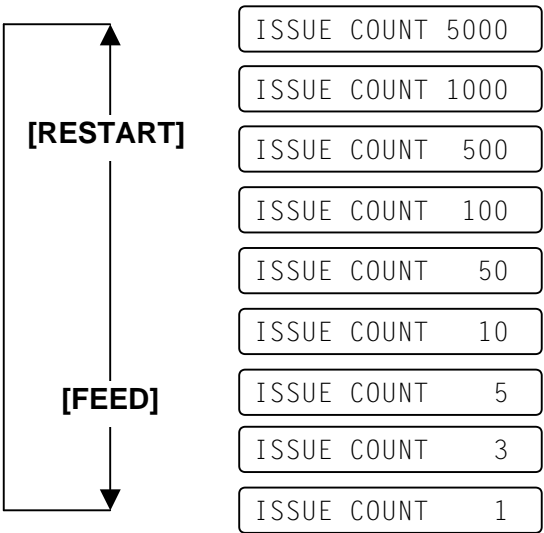 ISSUE COUNT 5000
ISSUE COUNT 1000
[RESTART]
ISSUE COUNT 500
ISSUE COUNT 100
ISSUE COUNT 50
ISSUE COUNT 10
[FEED]
ISSUE COUNT 5
ISSUE COUNT 3
ISSUE COUNT 1